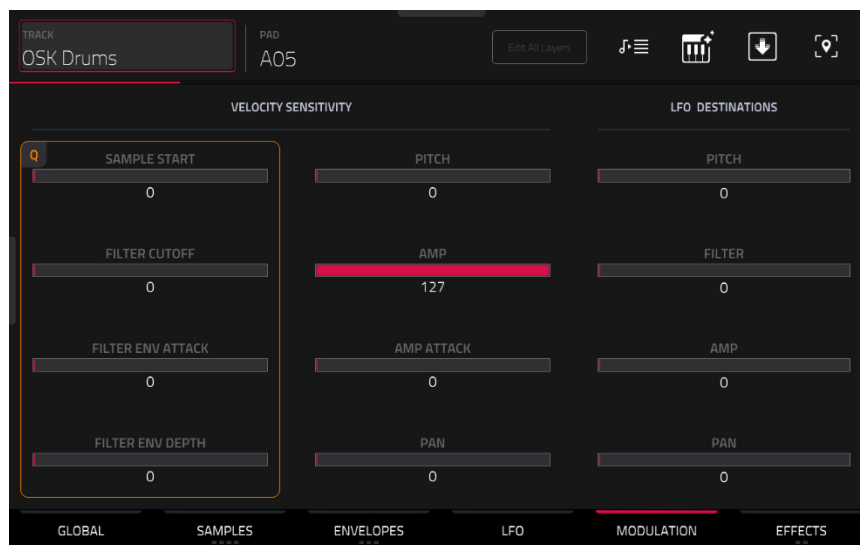 TRACK
OSK Drums
PAD
A05
Edit All Layers
VELOCITY SENSITIVITY
LFO DESTINATIONS
Q
SAMPLE START
0
PITCH
0
PITCH
0
FILTER CUTOFF
0
AMP
127
FILTER
0
FILTER ENV ATTACK
0
AMP ATTACK
0
AMP
0
FILTER ENV DEPTH
0
PAN
0
PAN
0
GLOBAL
SAMPLES
ENVELOPES
LFO
MODULATION
EFFECTS